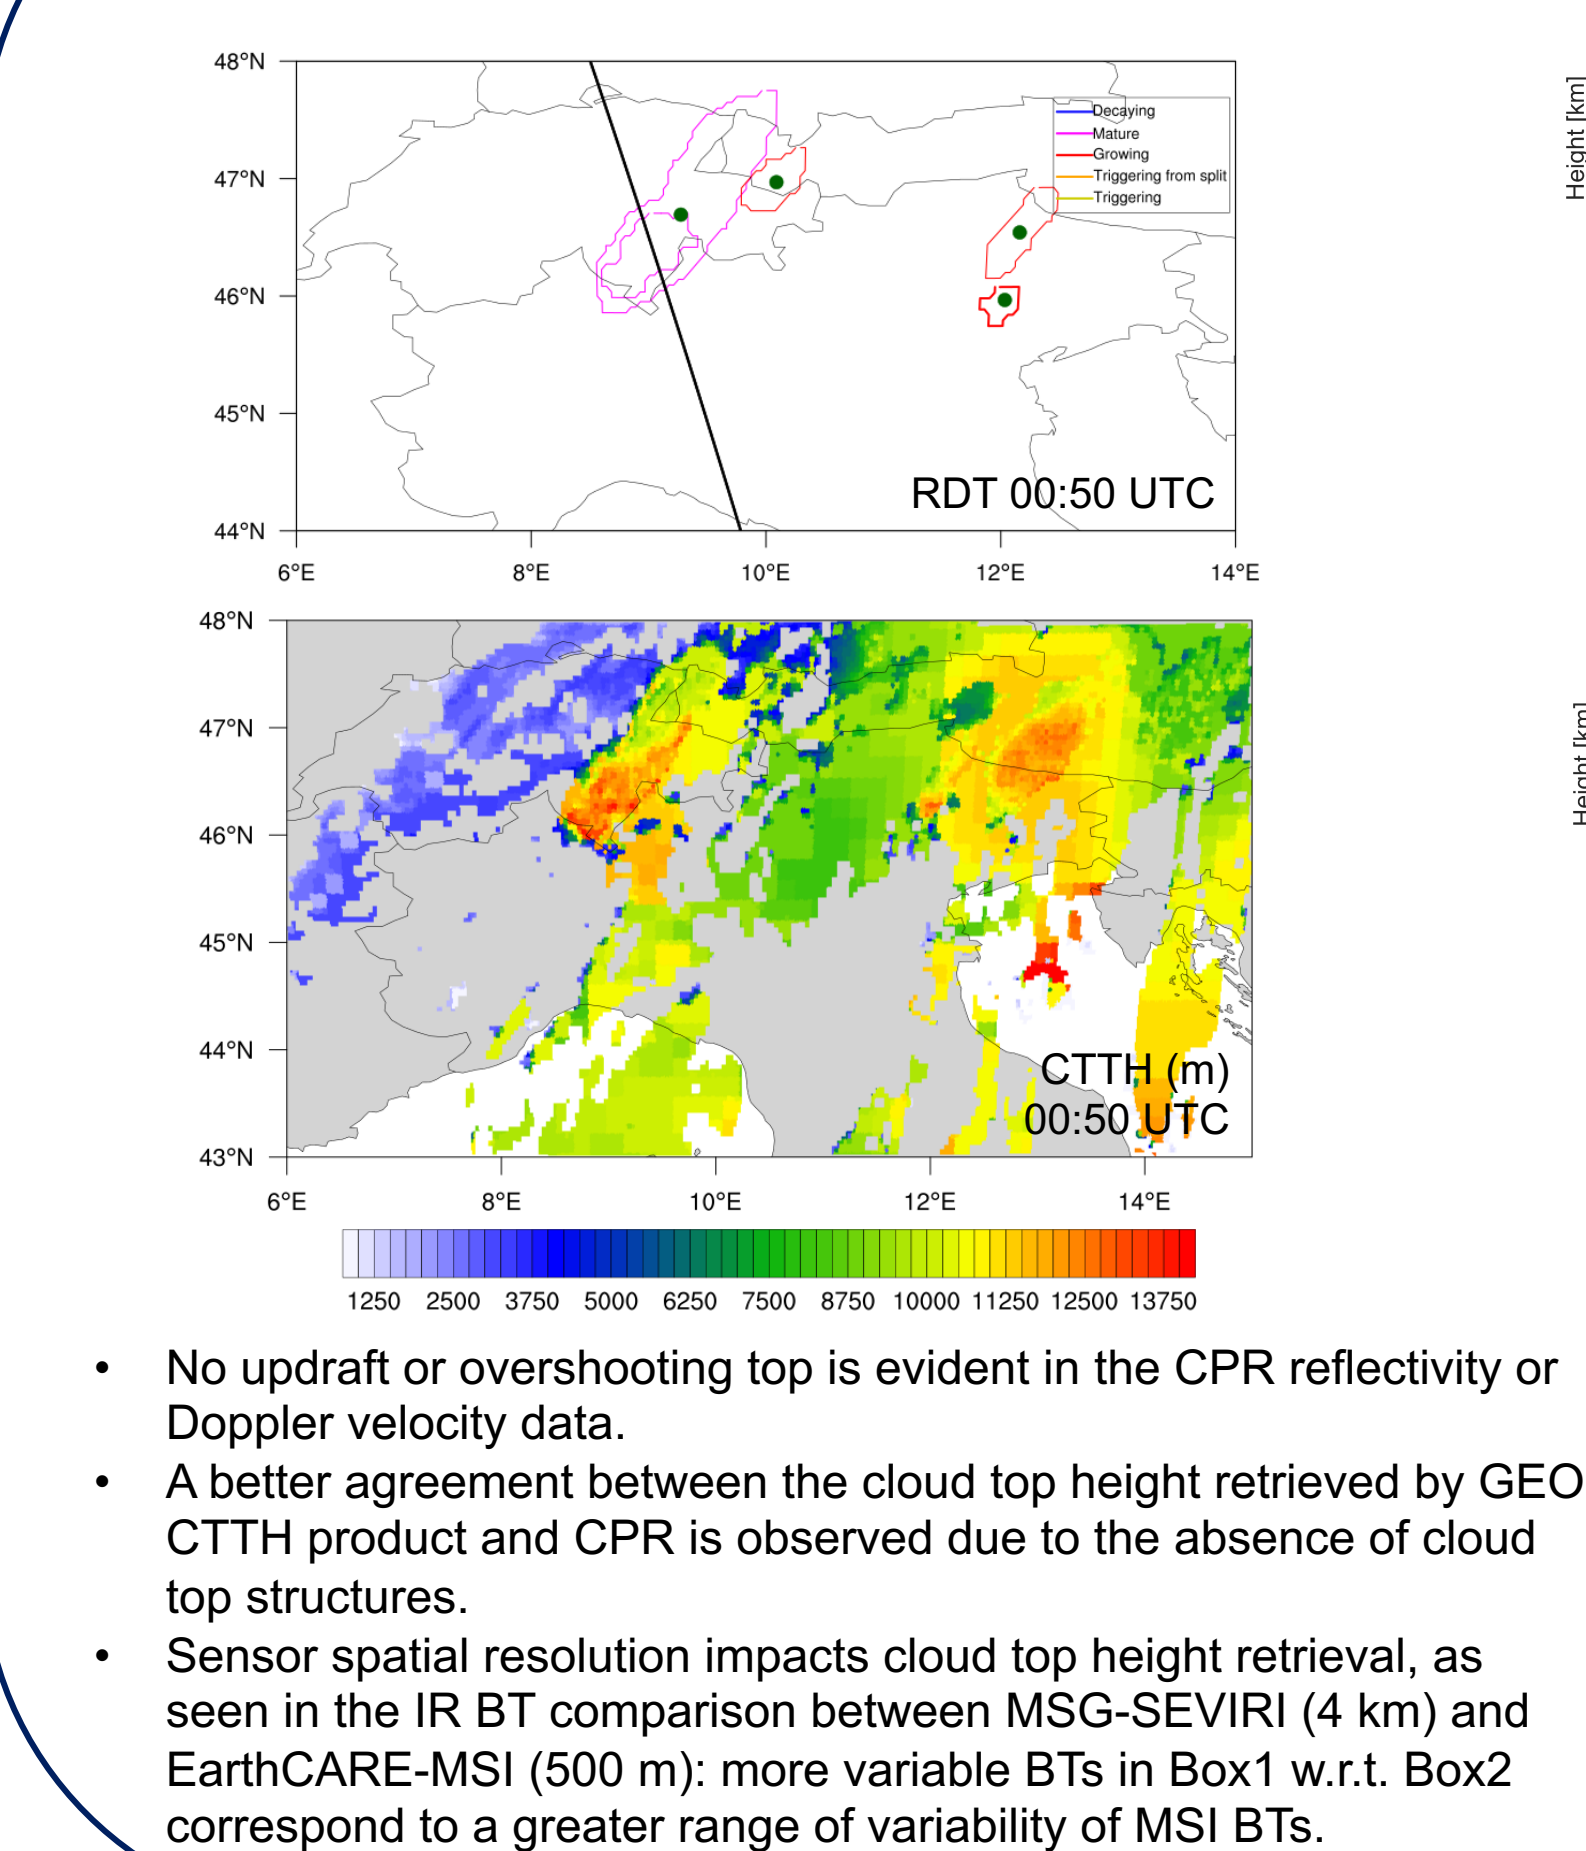 48°N
47°N
46°N
45°N
44°N
6°E 8°E 10°E 12°E 14°E
Decaying
Mature
Growing
Triggering from split
Triggering
RDT 00:50 UTC
Height [km]
48°N
47°N
46°N
45°N
44°N
43°N
6°E 8°E 10°E 12°E 14°E
CTTH (m)
00:50 UTC
Height [km]
1250 2500 3750 5000 6250 7500 8750 10000 11250 12500 13750
• No updraft or overshooting top is evident in the CPR reflectivity or
Doppler velocity data.
• A better agreement between the cloud top height retrieved by GEO
CTTH product and CPR is observed due to the absence of cloud
top structures.
• Sensor spatial resolution impacts cloud top height retrieval, as
seen in the IR BT comparison between MSG-SEVIRI (4 km) and
EarthCARE-MSI (500 m): more variable BTs in Box1 w.r.t. Box2
correspond to a greater range of variability of MSI BTs.